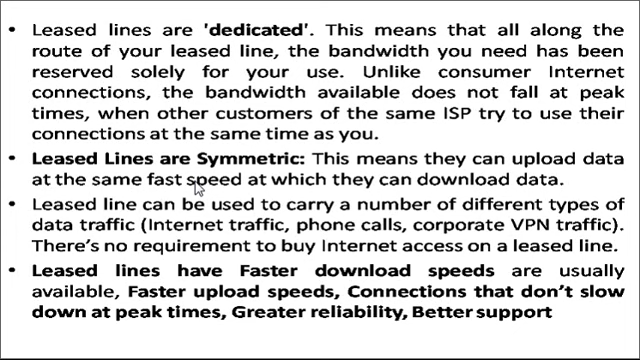 • Leased lines are 'dedicated'. This means that all along the
route of your leased line, the bandwidth you need has been
reserved solely for your use. Unlike consumer Internet
connections, the bandwidth available does not fall at peak
times, when other customers of the same ISP try to use their
connections at the same time as you.
• Leased Lines are Symmetric: This means they can upload data
at the same fast speed at which they can download data.
• Leased line can be used to carry a number of different types of
data traffic (Internet traffic, phone calls, corporate VPN traffic).
There's no requirement to buy Internet access on a leased line.
• Leased lines have Faster download speeds are usually
available, Faster upload speeds, Connections that don't slow
down at peak times, Greater reliability, Better support